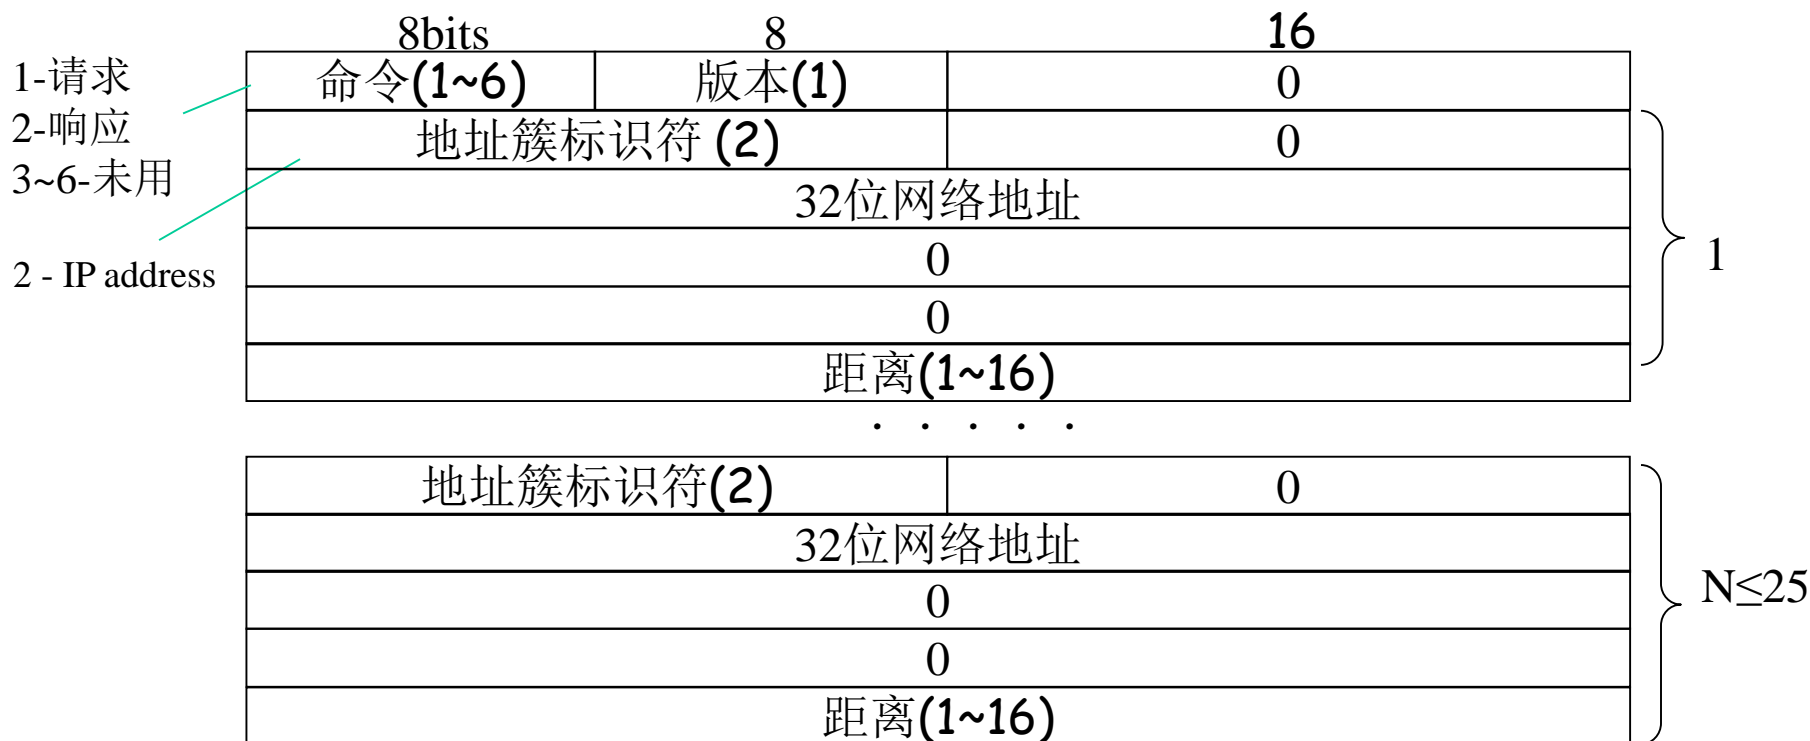 8bits 8 16
1-请求
2-响应
3~6-未用
2 - IP address
命令(1~6) 版本(1) 0
地址簇标识符 (2) 0
32位网络地址
0
0
距离(1~16)
1
· · · · ·
地址簇标识符(2) 0
32位网络地址
0
0
距离(1~16)
N≤25